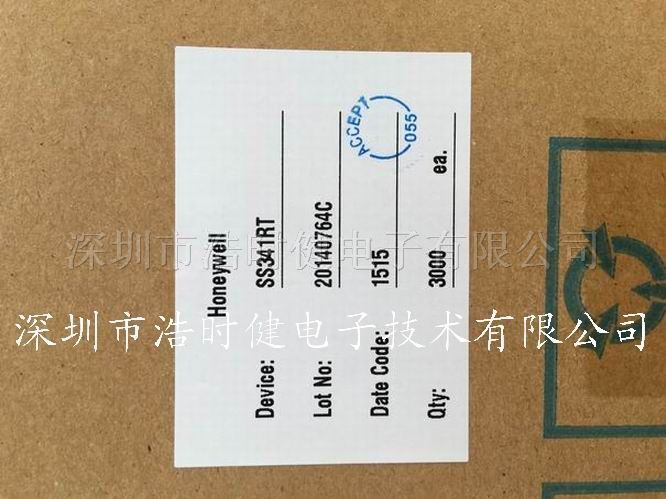 Honeywell
Device: SS341RT
Lot No: 20140764C
Date Code: 1515
Qty: 3000 ea.
ACCEPT
055
深圳市浩时健电子有限公司
深圳市浩时健电子技术有限公司